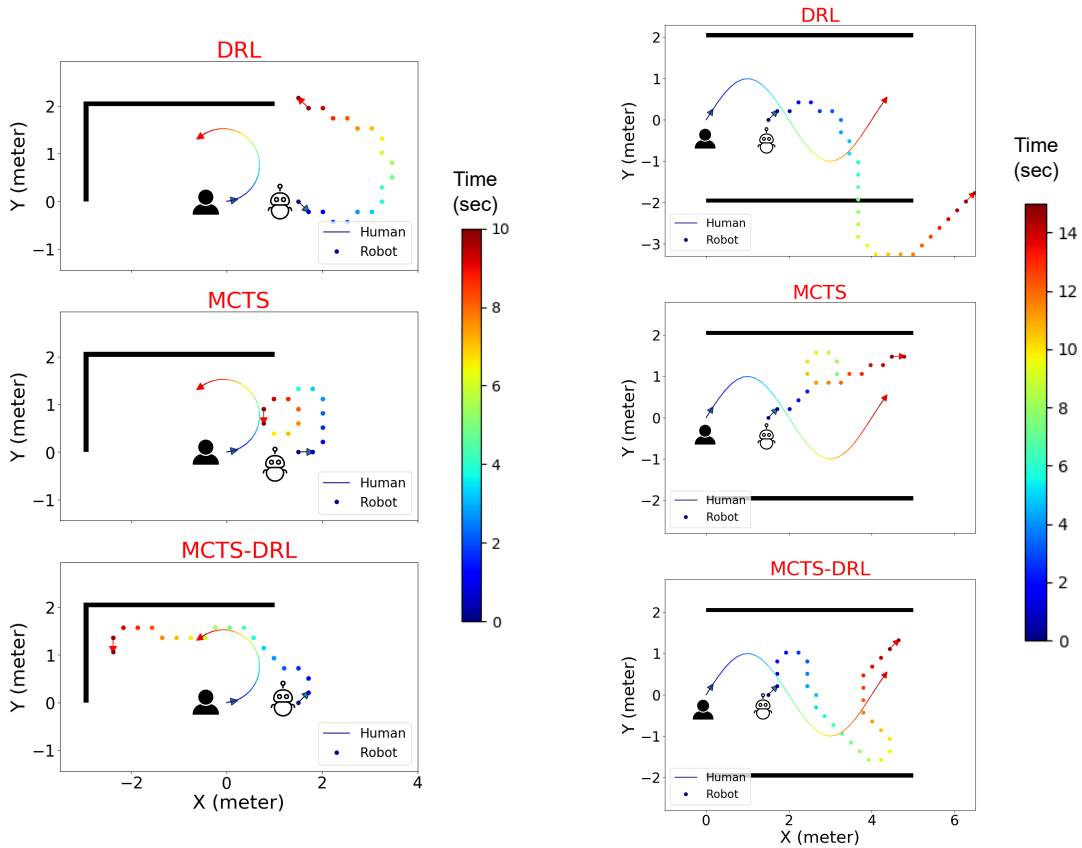 DRL
Y (meter)
2
1
0
−1
Human
Robot
MCTS
Y (meter)
2
1
0
−1
Human
Robot
MCTS-DRL
Y (meter)
2
1
0
−1
Human
Robot
−2
0
2
4
X (meter)
Time
(sec)
10
8
6
4
2
0
DRL
Y (meter)
2
1
0
−1
−2
−3
Human
Robot
MCTS
Y (meter)
2
1
0
−1
−2
Human
Robot
MCTS-DRL
Y (meter)
2
1
0
−1
−2
Human
Robot
0
2
4
6
X (meter)
Time
(sec)
14
12
10
8
6
4
2
0